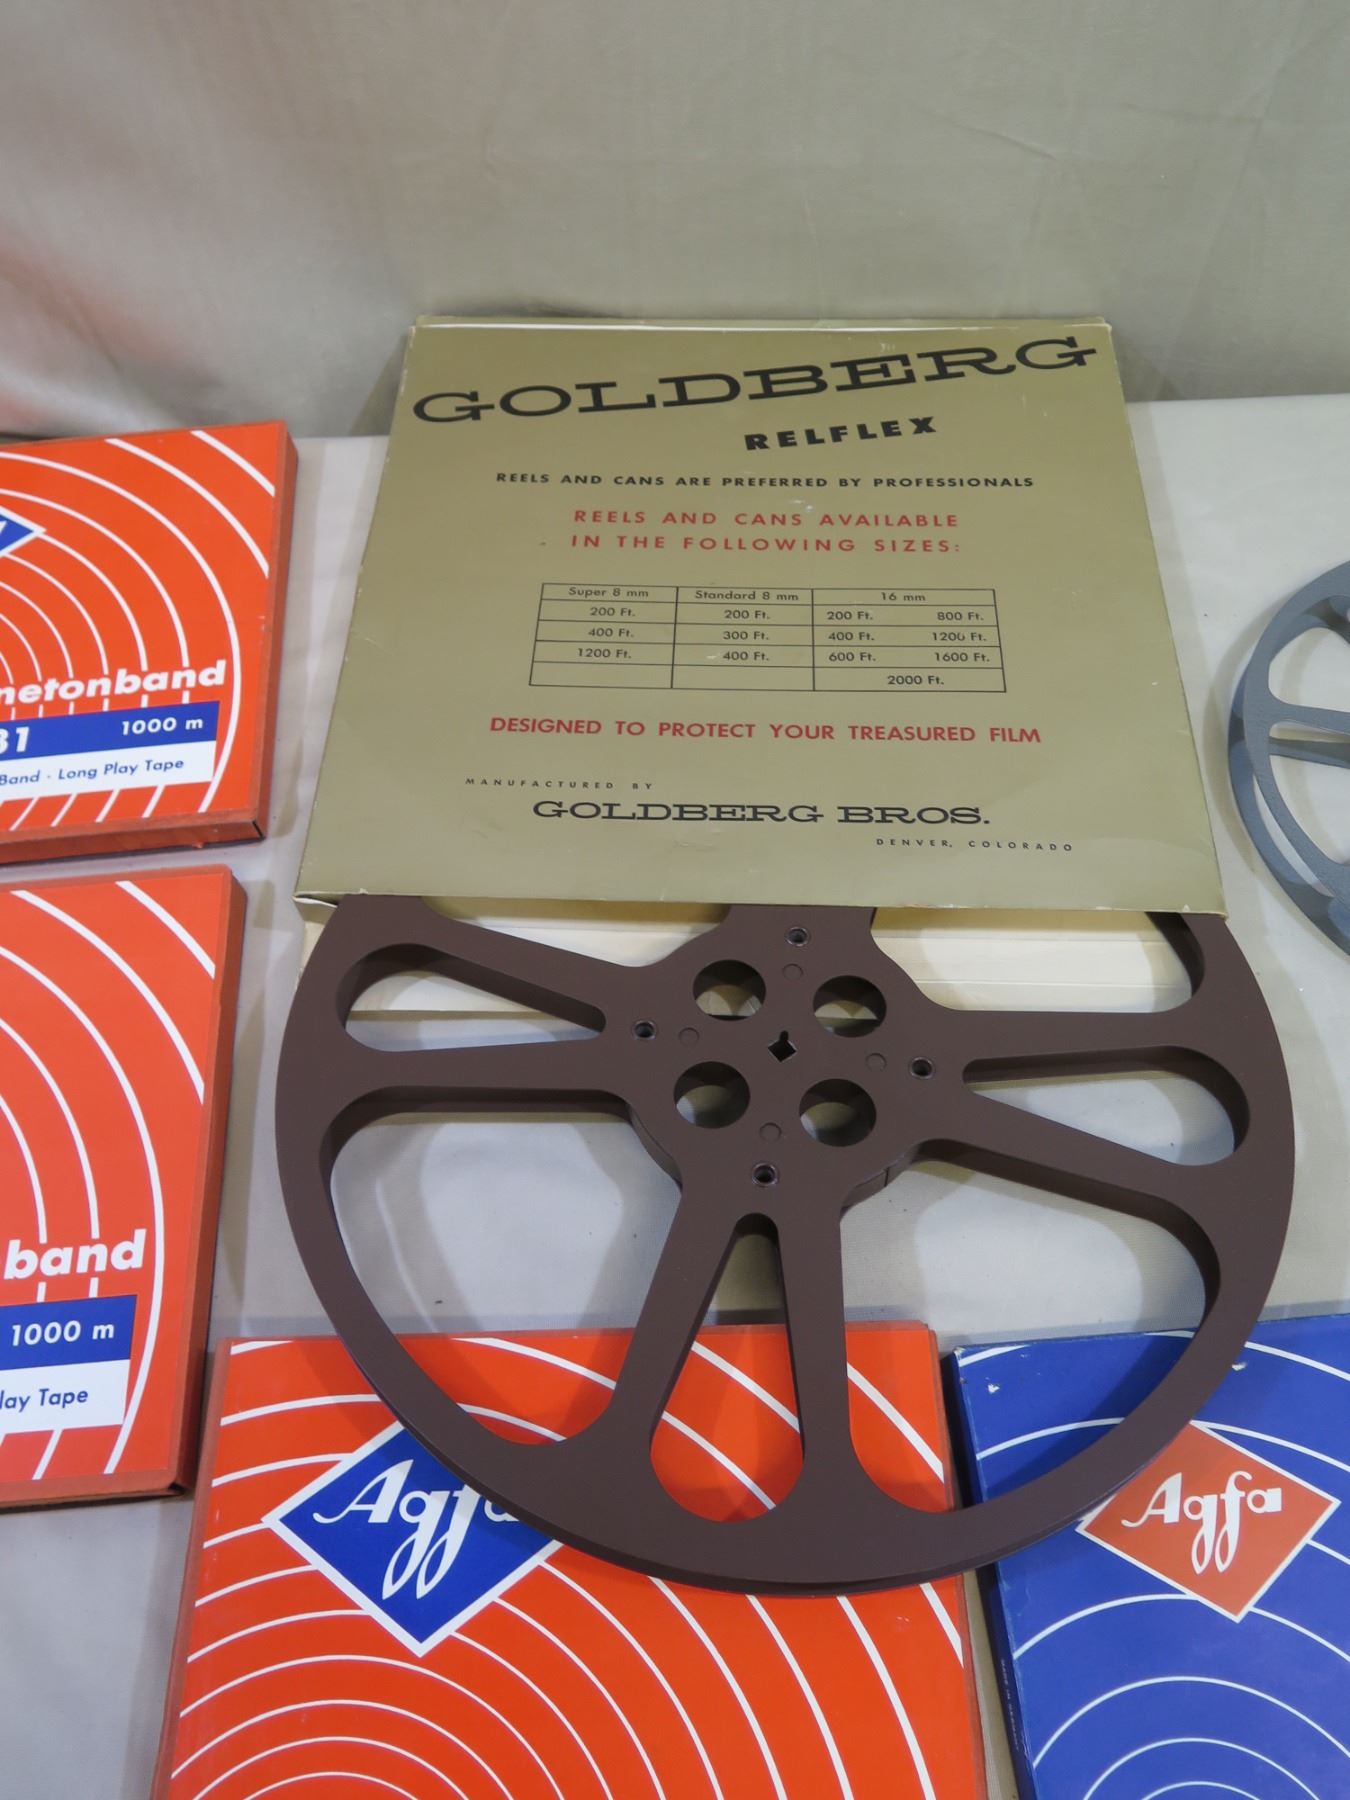 GOLDBERG
RELFLEX
REELS AND CANS ARE PREFERRED BY PROFESSIONALS
REELS AND CANS AVAILABLE
IN THE FOLLOWING SIZES:
Super 8 mm Standard 8 mm 16 mm
200 Ft. 200 Ft. 200 Ft. 800 Ft.
400 Ft. 300 Ft. 400 Ft. 1200 Ft.
1200 Ft. 400 Ft. 600 Ft. 1600 Ft.
2000 Ft.
DESIGNED TO PROTECT YOUR TREASURED FILM
MANUFACTURED BY
GOLDBERG BROS.
DENVER, COLORADO
netonband
31 1000 m
Band - Long Play Tape
band
1000 m
lay Tape
Agfa
Agfa